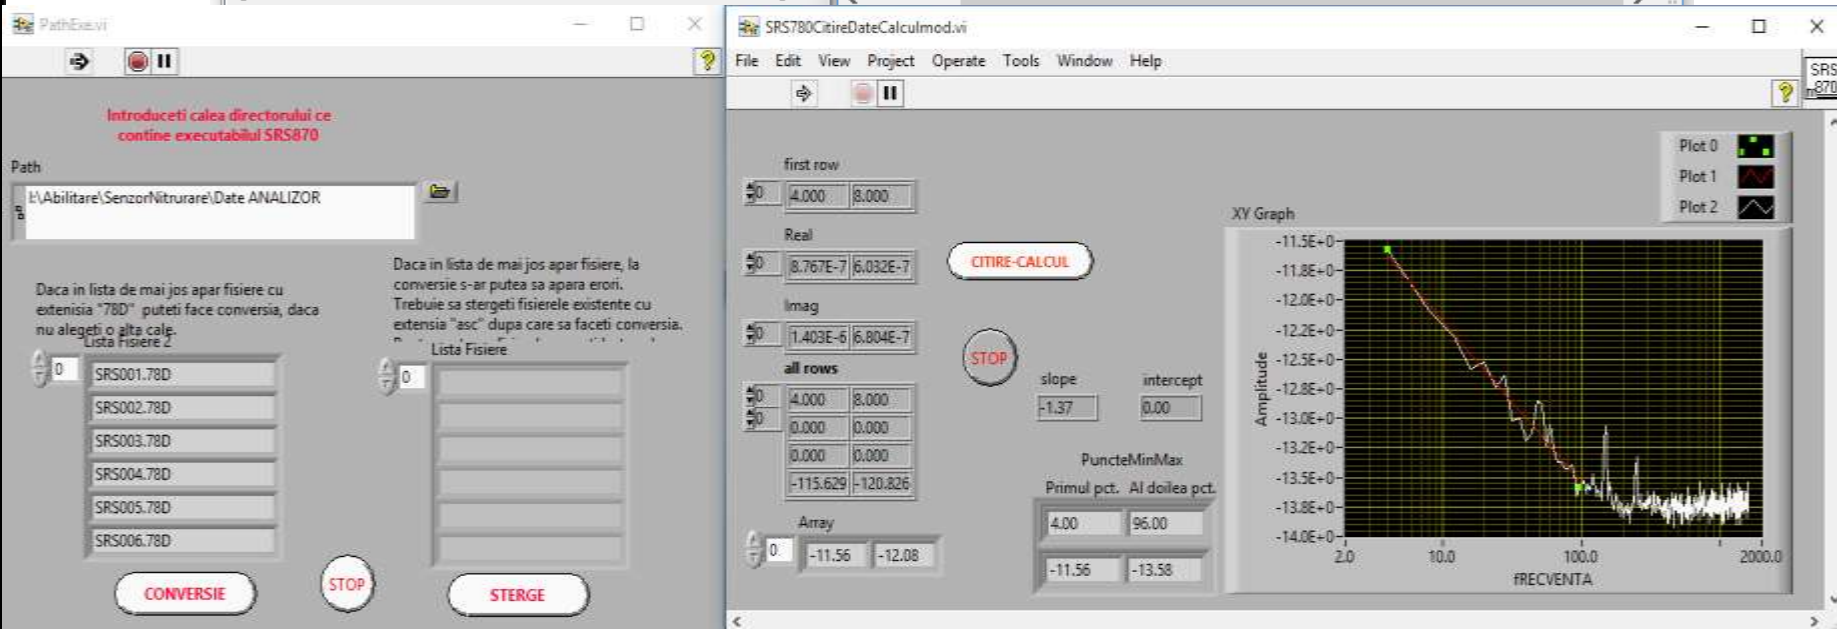 PathExe.vi
Introduceti calea directorului ce
contine executabilul SRS870
Path
I:\Abilitare\SenzorNitrurare\Date ANALIZOR
Daca in lista de mai jos apar fisiere cu
extenisia "78D" puteti face conversia, daca
nu alegeti o alta cale.
Lista Fisiere 2
0
SRS001.78D
SRS002.78D
SRS003.78D
SRS004.78D
SRS005.78D
SRS006.78D
CONVERSIE
STOP
Daca in lista de mai jos apar fisiere, la
conversie s-ar putea sa apara erori.
Trebuie sa stergeti fisierele existente cu
extensia "asc" dupa care sa faceti conversia.
Lista Fisiere
0
STERGE
SRS780CitireDateCalculmod.vi
File Edit View Project Operate Tools Window Help
SRS
870
first row
0 4.000 8.000
Real
0 8.767E-7 6.032E-7
Imag
0 1.403E-6 6.804E-7
all rows
0 4.000 8.000
0 0.000 0.000
0.000 0.000
-115.629 -120.826
Array
0 -11.56 -12.08
CITIRE-CALCUL
STOP
slope intercept
-1.37 0.00
PuncteMinMax
Primul pct. Al doilea pct.
4.00 96.00
-11.56 -13.58
Plot 0
Plot 1
Plot 2
XY Graph
Amplitude
-11.5E+0
-11.8E+0
-12.0E+0
-12.2E+0
-12.5E+0
-12.8E+0
-13.0E+0
-13.2E+0
-13.5E+0
-13.8E+0
-14.0E+0
2.0 10.0 100.0 2000.0
fRECVENTA